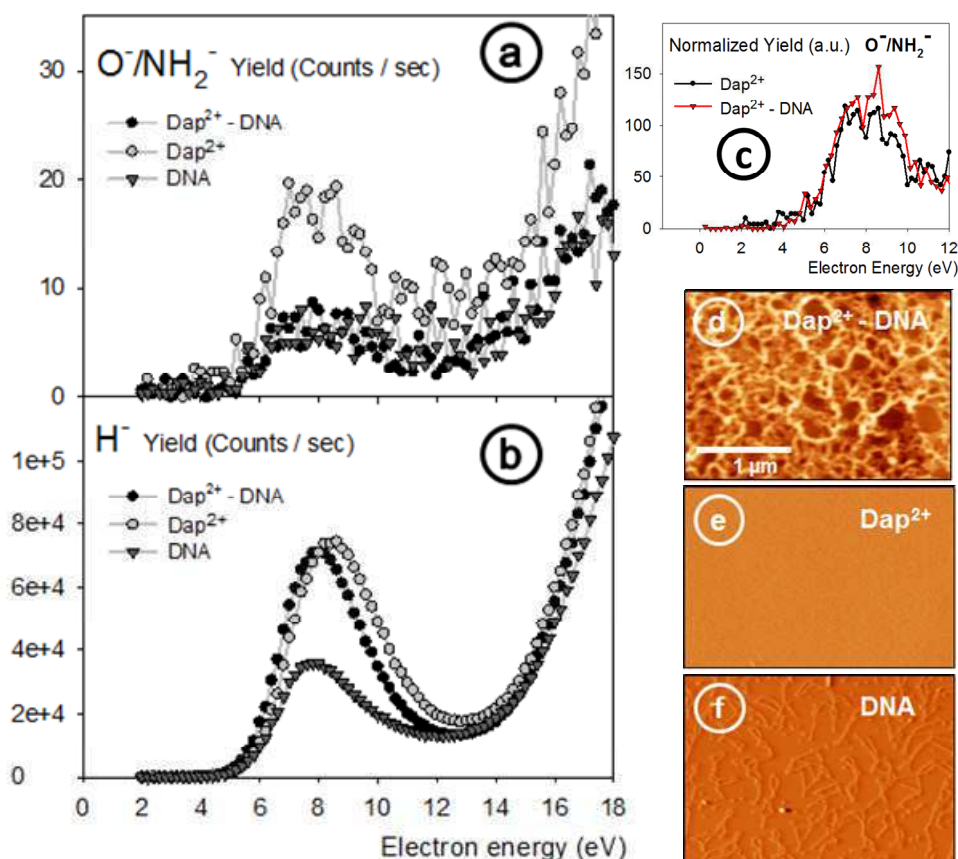 O⁻/NH₂⁻ Yield (Counts / sec)
a
Dap²⁺ - DNA
Dap²⁺
DNA
30
20
10
0
H⁻ Yield (Counts / sec)
b
Dap²⁺ - DNA
Dap²⁺
DNA
1e+5
8e+4
6e+4
4e+4
2e+4
0
0 2 4 6 8 10 12 14 16 18
Electron energy (eV)
Normalized Yield (a.u.) O⁻/NH₂⁻
Dap²⁺
Dap²⁺ - DNA
c
150
100
50
0
0 2 4 6 8 10 12
Electron Energy (eV)
d
Dap²⁺ - DNA
1 µm
e
Dap²⁺
f
DNA